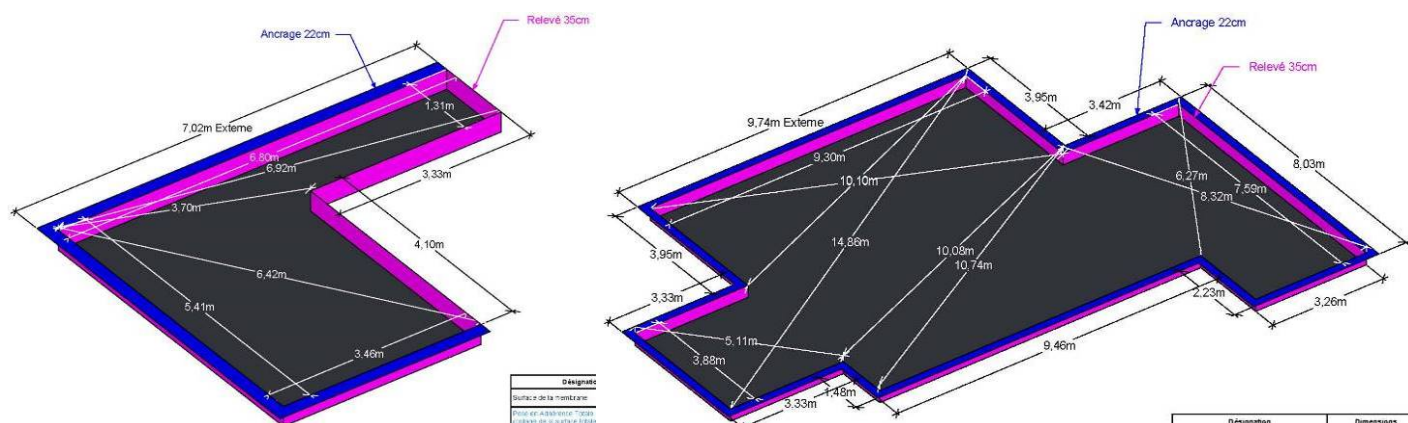 Relevé 35cm
Ancrage 22cm
1,31m
7,02m Externe
6,80m
6,92m
3,33m
3,70m
4,10m
6,42m
5,41m
3,46m
Surface de la membrane
Pose en Adhérence Totale
Ancrage 22cm
Relevé 35cm
3,95m
3,42m
9,74m Externe
9,30m
8,03m
6,27m
7,59m
10,10m
8,32m
14,86m
10,08m
10,74m
3,95m
3,33m
2,23m
3,26m
5,11m
3,88m
9,46m
1,48m
3,33m
Désignation
Dimensions